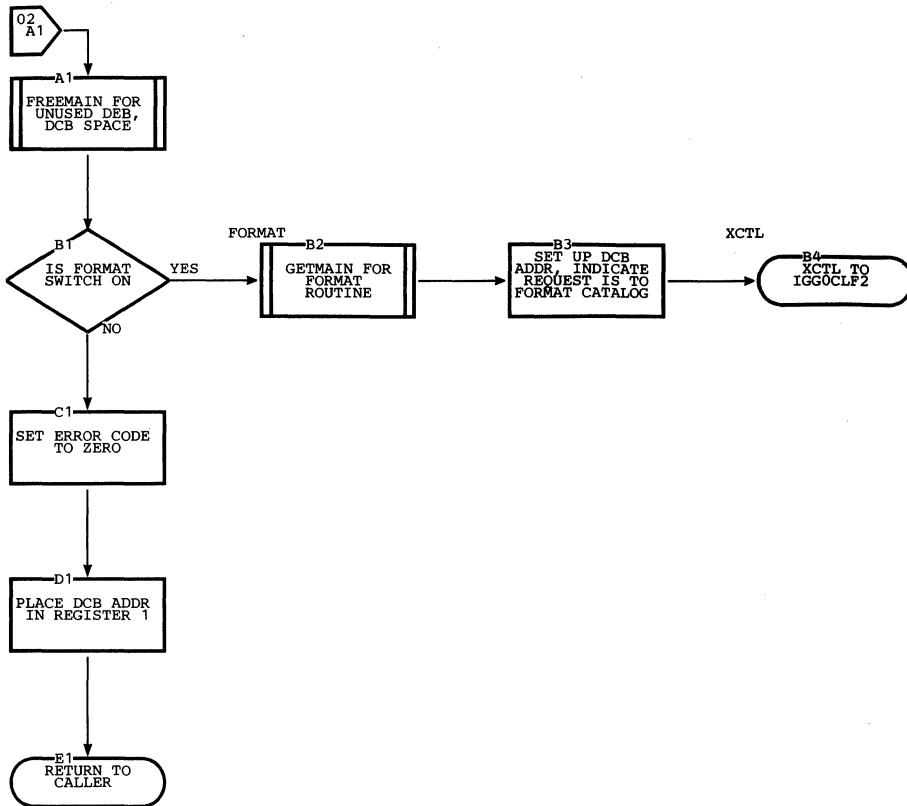 02
A1
A1
FREEMAIN FOR
UNUSED DEB,
DCB SPACE
B1
IS FORMAT
SWITCH ON
YES
NO
FORMAT
B2
GETMAIN FOR
FORMAT
ROUTINE
B3
SET UP DCB
ADDR, INDICATE
REQUEST IS TO
FORMAT CATALOG
XCTL
B4
XCTL TO
IGG0CLF2
C1
SET ERROR CODE
TO ZERO
D1
PLACE DCB ADDR
IN REGISTER 1
E1
RETURN TO
CALLER